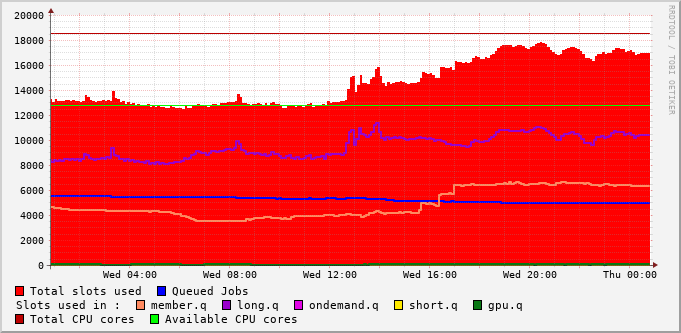 20000
18000
16000
14000
12000
10000
8000
6000
4000
2000
0
Wed 04:00 Wed 08:00 Wed 12:00 Wed 16:00 Wed 20:00 Thu 00:00
Total slots used Queued Jobs
Slots used in : member.q long.q ondemand.q short.q gpu.q
Total CPU cores Available CPU cores
RRDTOOL / TOBI OETIKER